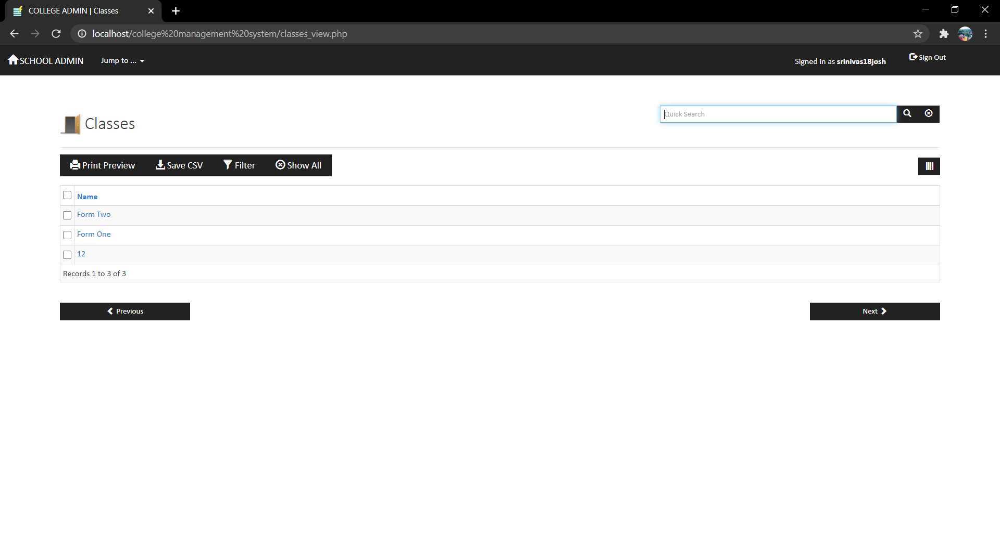 COLLEGE ADMIN | Classes
localhost/college%20management%20system/classes_view.php
SCHOOL ADMIN Jump to ... Signed in as srinivas18josh Sign Out
Quick Search
Classes
Print Preview Save CSV Filter Show All
Name
Form Two
Form One
12
Records 1 to 3 of 3
Previous Next